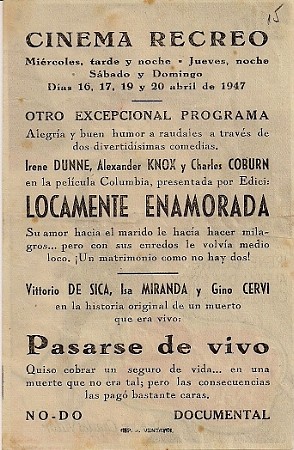 15
CINEMA RECREO
Miércoles, tarde y noche - Jueves, noche
Sábado y Domingo
Dias 16, 17, 19 y 20 abril de 1947
OTRO EXCEPCIONAL PROGRAMA
Alegría y buen humor a raudales a través de
dos divertidísimas comedias.
Irene DUNNE, Alexander KNOX y Charles COBURN
en la película Columbia, presentada por Edici:
LOCAMENTE ENAMORADA
Su amor hacia el marido le hacía hacer mila-
gros... pero con sus enredos le volvía medio
loco. ¡Un matrimonio como no hay dos!
Vittorio DE SICA, Isa MIRANDA y Gino CERVI
en la historia original de un muerto
que era vivo:
Pasarse de vivo
Quiso cobrar un seguro de vida... en una
muerte que no era tal; pero las consecuencias
las pagó bastante caras.
NO-DO DOCUMENTAL